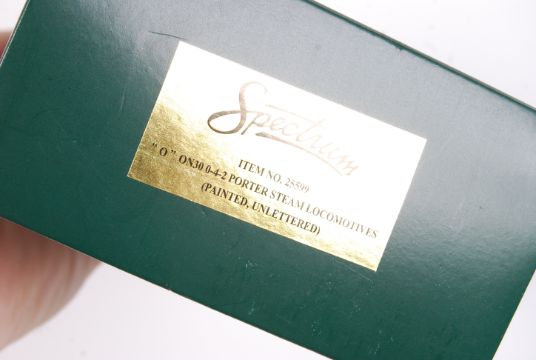 Spectrum
ITEM NO. 25599
" O " ON30 0-4-2 PORTER STEAM LOCOMOTIVES
(PAINTED, UNLETTERED)